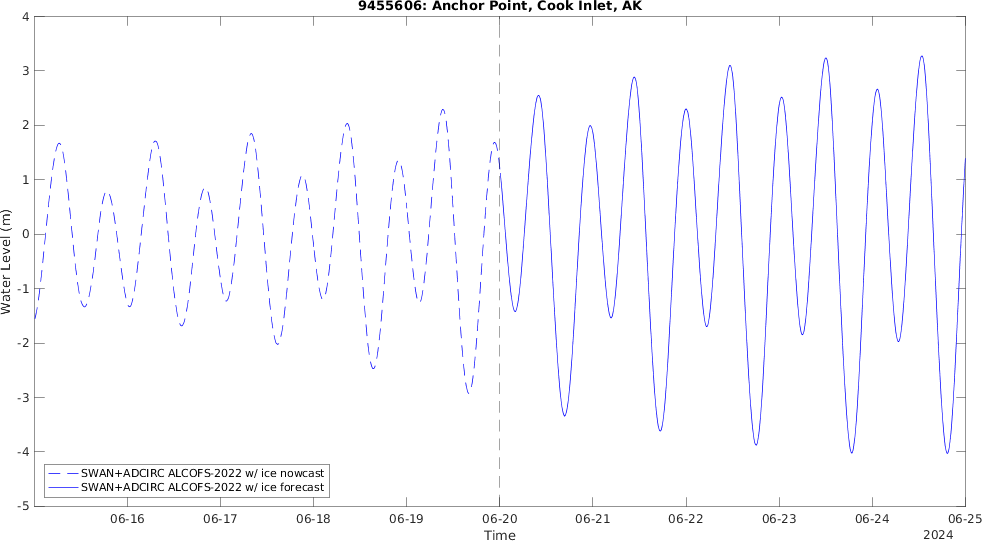 9455606: Anchor Point, Cook Inlet, AK
4
3
2
1
0
-1
-2
-3
-4
-5
Water Level (m)
SWAN+ADCIRC ALCOFS-2022 w/ ice nowcast
SWAN+ADCIRC ALCOFS-2022 w/ ice forecast
06-16 06-17 06-18 06-19 06-20 06-21 06-22 06-23 06-24 06-25
Time
2024